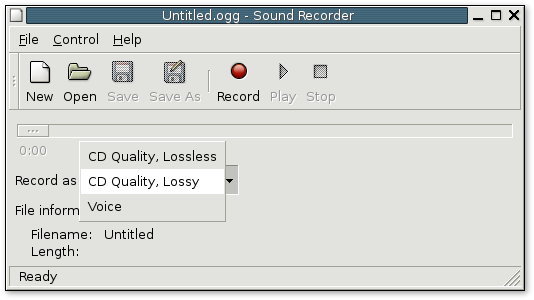 Untitled.ogg - Sound Recorder
File Control Help
New Open Save Save As Record Play Stop
0:00
CD Quality, Lossless
Record as CD Quality, Lossy
Voice
File inform
Filename: Untitled
Length:
Ready